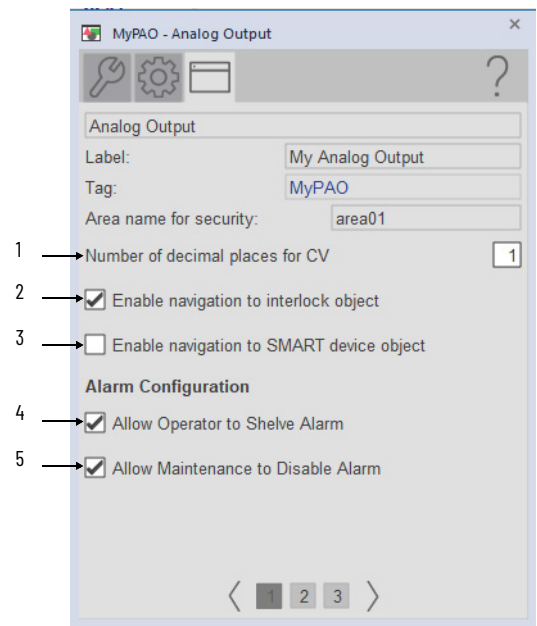 MyPAO - Analog Output
×
?
Analog Output
Label: My Analog Output
Tag: MyPAO
Area name for security: area01
1 Number of decimal places for CV 1
2 Enable navigation to interlock object
3 Enable navigation to SMART device object
Alarm Configuration
4 Allow Operator to Shelve Alarm
5 Allow Maintenance to Disable Alarm
1 2 3